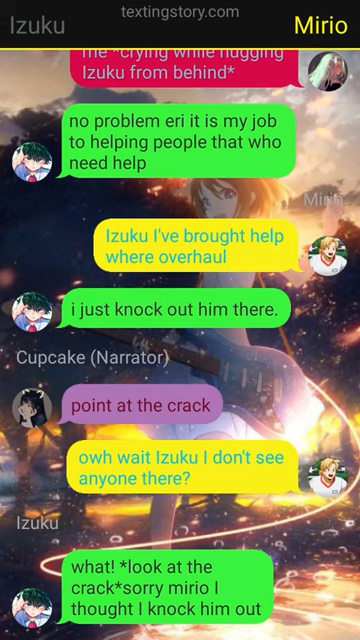 textingstory.com
Izuku
Mirio
me *crying while hugging
Izuku from behind*
no problem eri it is my job
to helping people that who
need help
Mirio
Izuku I've brought help
where overhaul
i just knock out him there.
Cupcake (Narrator)
point at the crack
owh wait Izuku I don't see
anyone there?
Izuku
what! *look at the
crack*sorry mirio I
thought I knock him out